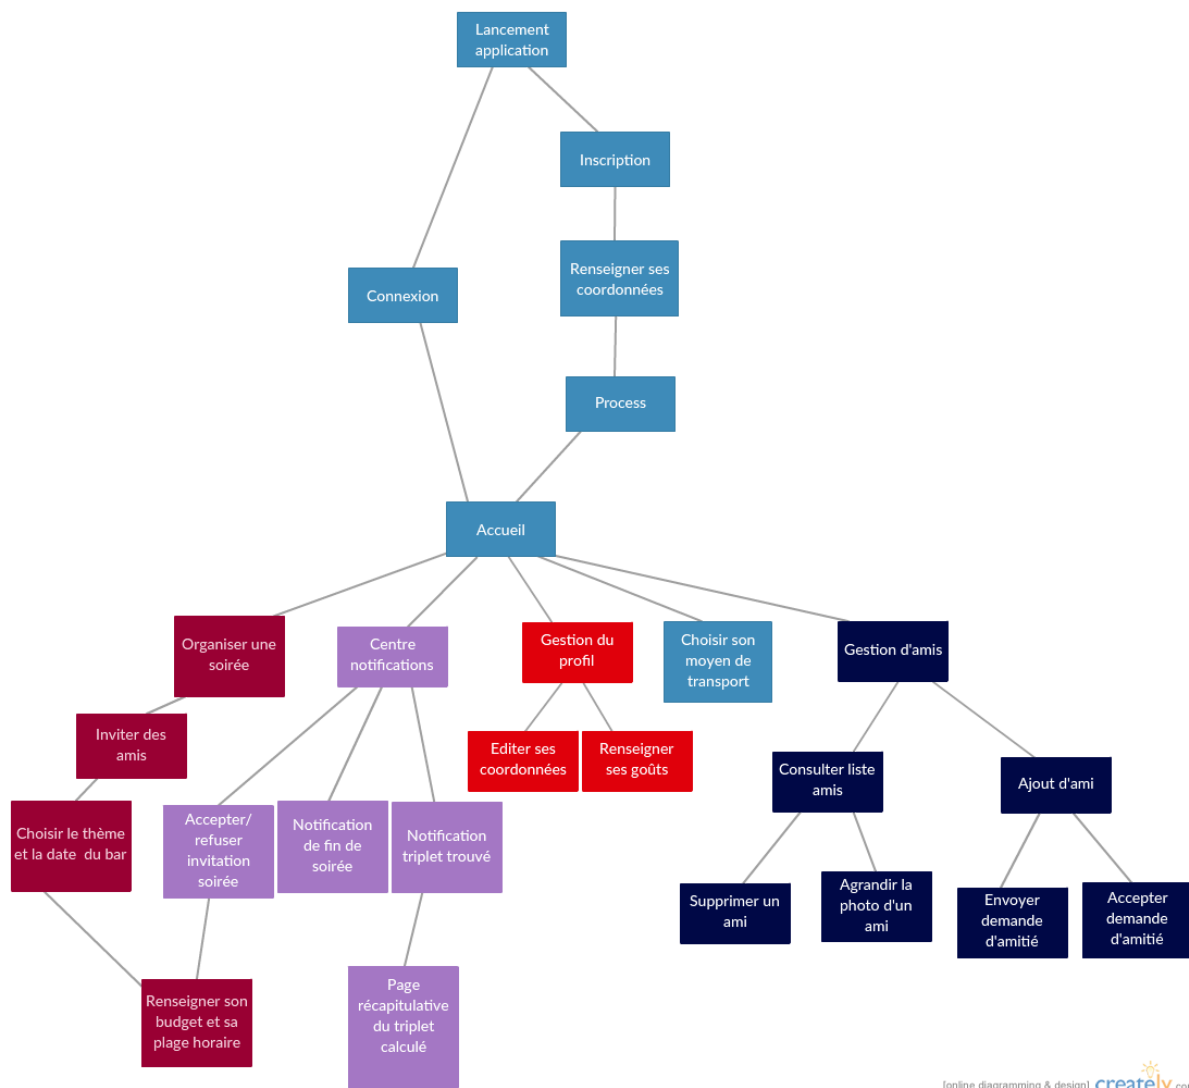 Lancement
application
Inscription
Renseigner ses
coordonnées
Connexion
Process
Accueil
Organiser une
soirée
Centre
notifications
Gestion du
profil
Choisir son
moyen de
transport
Gestion d'amis
Inviter des
amis
Editer ses
coordonnées
Renseigner
ses goûts
Consulter liste
amis
Ajout d'ami
Choisir le thème
et la date du bar
Accepter/
refuser
invitation
soirée
Notification
de fin de
soirée
Notification
triplet trouvé
Supprimer un
ami
Agrandir la
photo d'un
ami
Envoyer
demande
d'amitié
Accepter
demande
d'amitié
Renseigner son
budget et sa
plage horaire
Page
récapitulative
du triplet
calculé
[online diagramming & design] creately.com